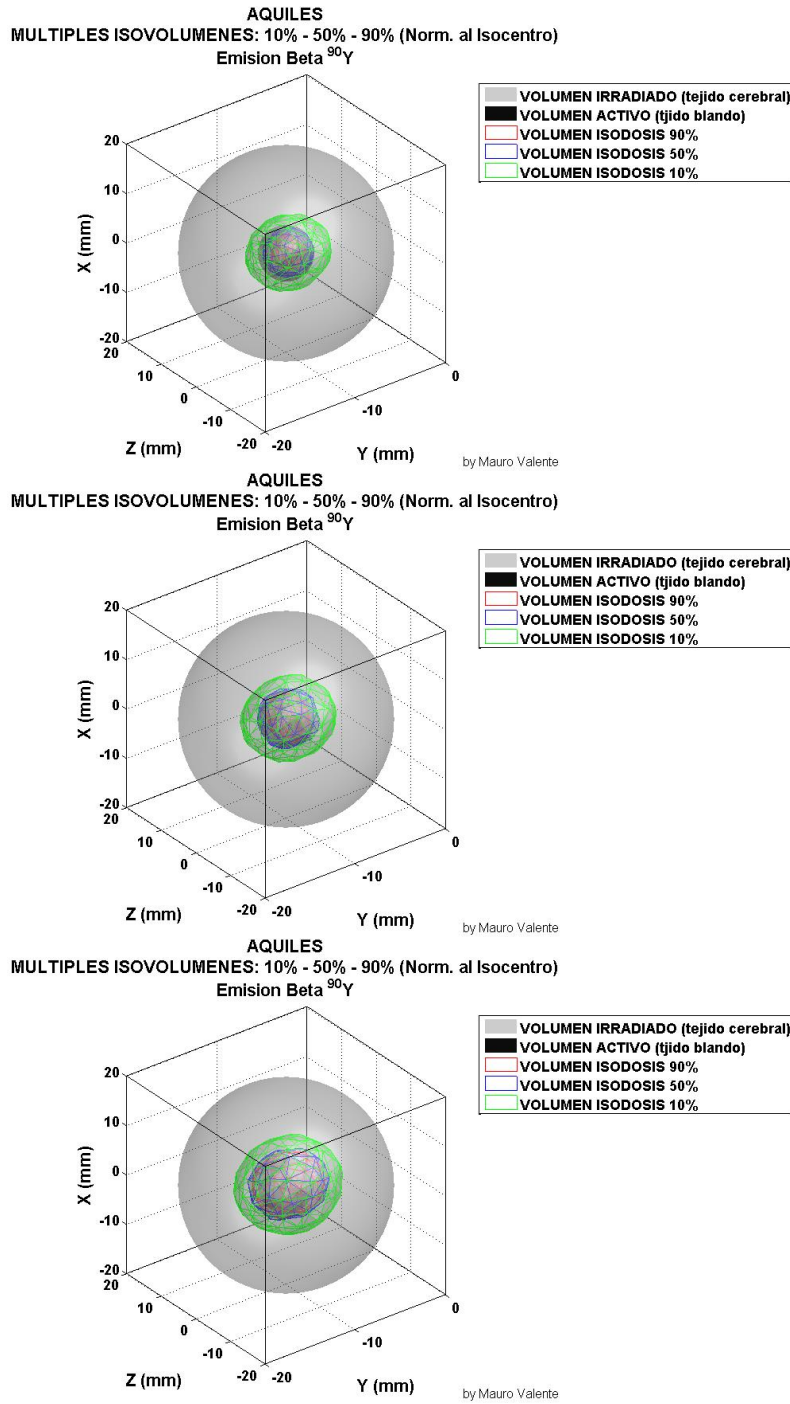 AQUILES
MULTIPLES ISOVOLUMENES: 10% - 50% - 90% (Norm. al Isocentro)
Emision Beta ⁹⁰Y
VOLUMEN IRRADIADO (tejido cerebral)
VOLUMEN ACTIVO (tjido blando)
VOLUMEN ISODOSIS 90%
VOLUMEN ISODOSIS 50%
VOLUMEN ISODOSIS 10%
20
10
0
-10
-20
X (mm)
20
10
0
-10
-20
Z (mm)
-20
-10
0
Y (mm)
by Mauro Valente
AQUILES
MULTIPLES ISOVOLUMENES: 10% - 50% - 90% (Norm. al Isocentro)
Emision Beta ⁹⁰Y
VOLUMEN IRRADIADO (tejido cerebral)
VOLUMEN ACTIVO (tjido blando)
VOLUMEN ISODOSIS 90%
VOLUMEN ISODOSIS 50%
VOLUMEN ISODOSIS 10%
20
10
0
-10
-20
X (mm)
20
10
0
-10
-20
Z (mm)
-20
-10
0
Y (mm)
by Mauro Valente
AQUILES
MULTIPLES ISOVOLUMENES: 10% - 50% - 90% (Norm. al Isocentro)
Emision Beta ⁹⁰Y
VOLUMEN IRRADIADO (tejido cerebral)
VOLUMEN ACTIVO (tjido blando)
VOLUMEN ISODOSIS 90%
VOLUMEN ISODOSIS 50%
VOLUMEN ISODOSIS 10%
20
10
0
-10
-20
X (mm)
20
10
0
-10
-20
Z (mm)
-20
-10
0
Y (mm)
by Mauro Valente